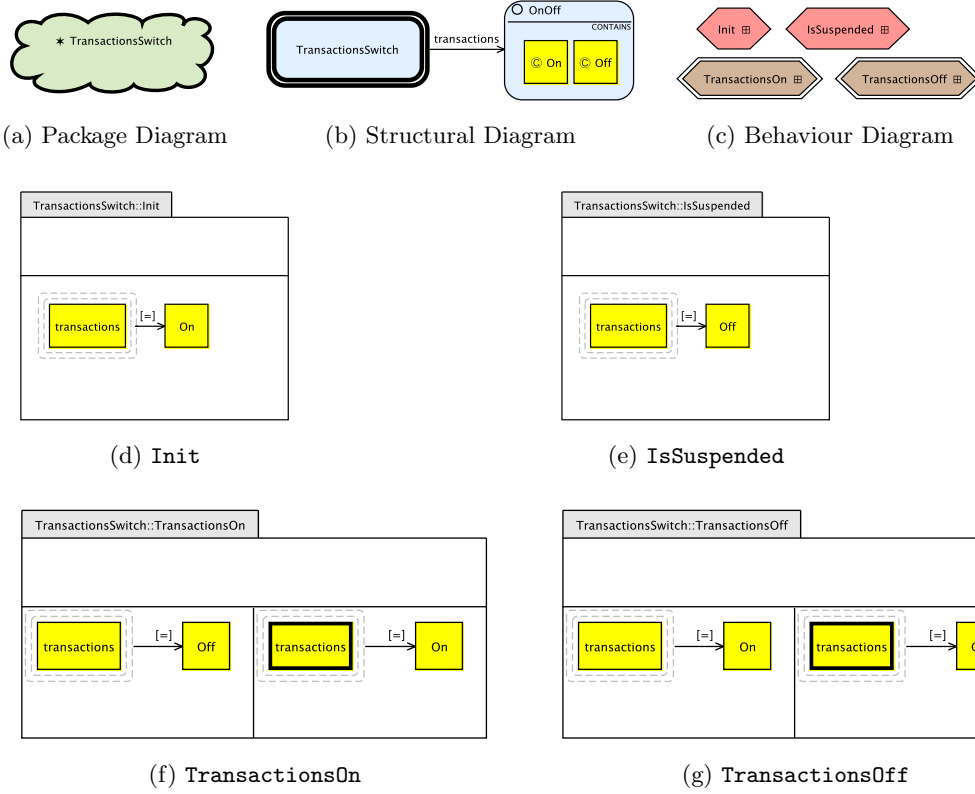 ✶ TransactionsSwitch
TransactionsSwitch
transactions
OnOff
CONTAINS
© On
© Off
Init ⊞
IsSuspended ⊞
TransactionsOn ⊞
TransactionsOff ⊞
(a) Package Diagram
(b) Structural Diagram
(c) Behaviour Diagram
TransactionsSwitch::Init
transactions
[=]
On
TransactionsSwitch::IsSuspended
transactions
[=]
Off
(d) Init
(e) IsSuspended
TransactionsSwitch::TransactionsOn
transactions
[=]
Off
transactions
[=]
On
TransactionsSwitch::TransactionsOff
transactions
[=]
On
transactions
[=]
(f) TransactionsOn
(g) TransactionsOff